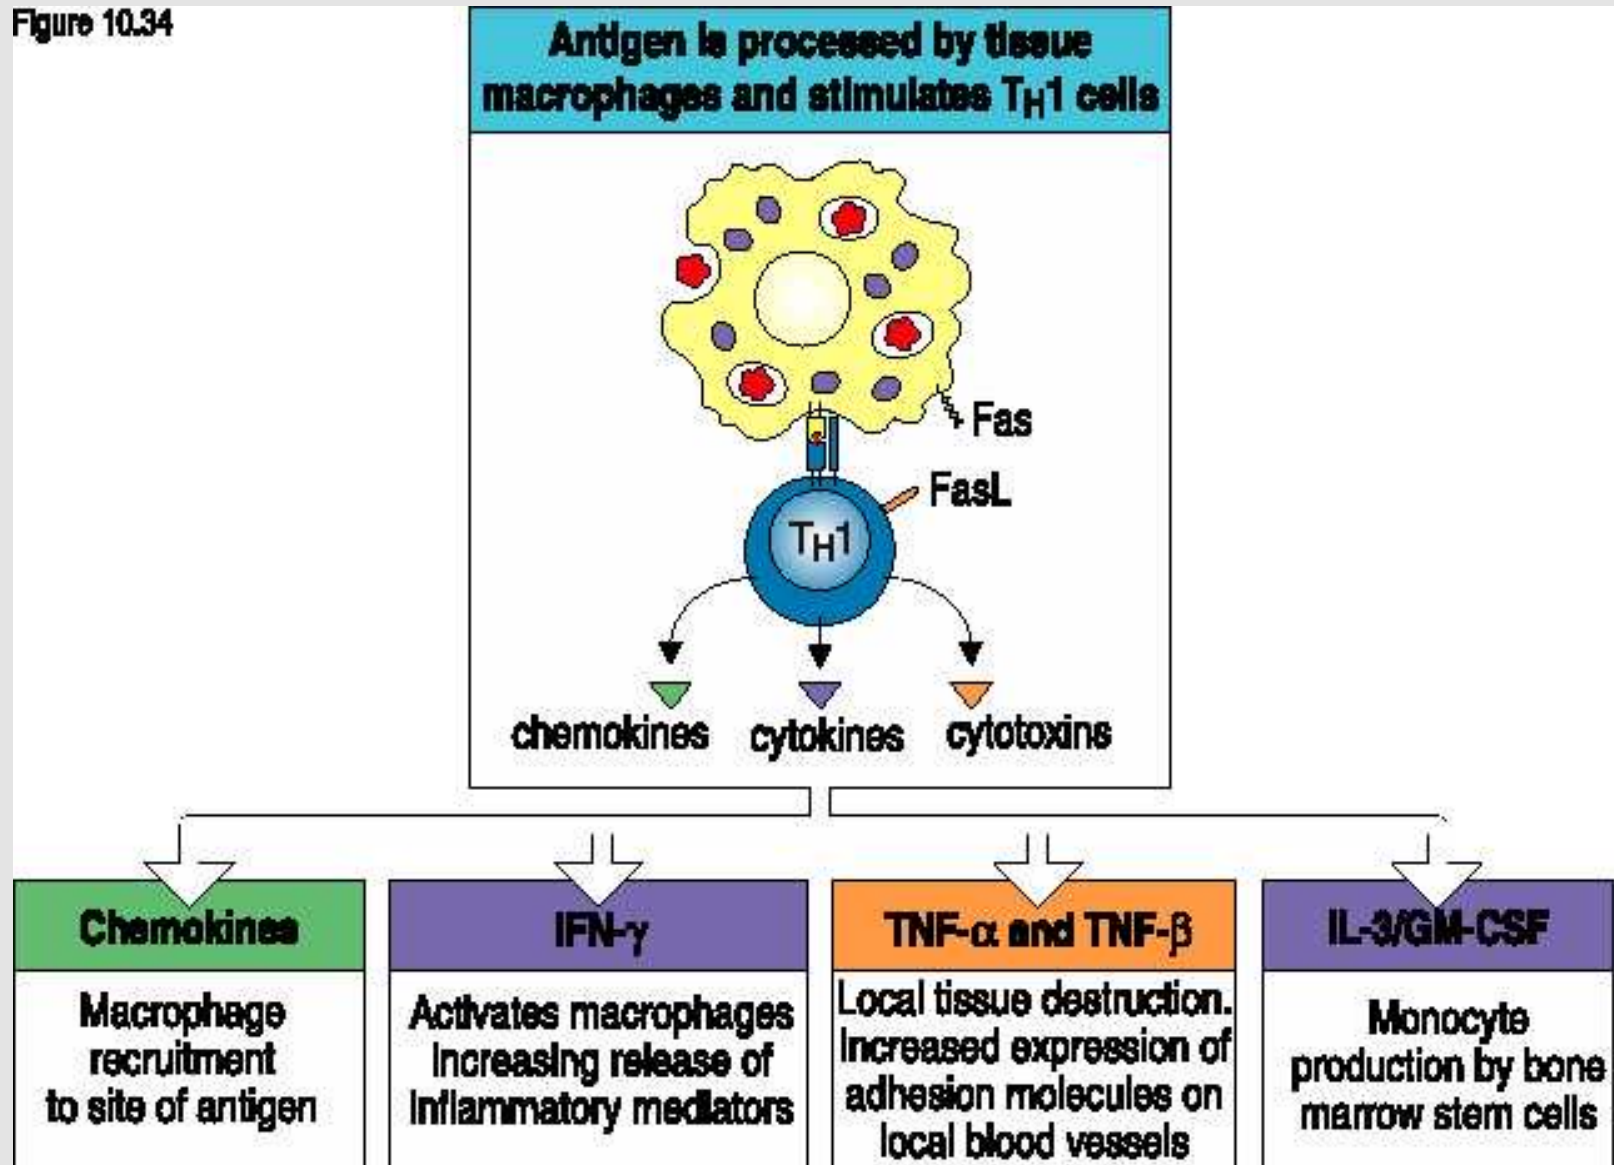 Figure 10.34
Antigen is processed by tissue
macrophages and stimulates TH1 cells
Fas
FasL
TH1
chemokines cytokines cytotoxins
Chemokines
Macrophage
recruitment
to site of antigen
IFN-γ
Activates macrophages
increasing release of
inflammatory mediators
TNF-α and TNF-β
Local tissue destruction.
Increased expression of
adhesion molecules on
local blood vessels
IL-3/GM-CSF
Monocyte
production by bone
marrow stem cells